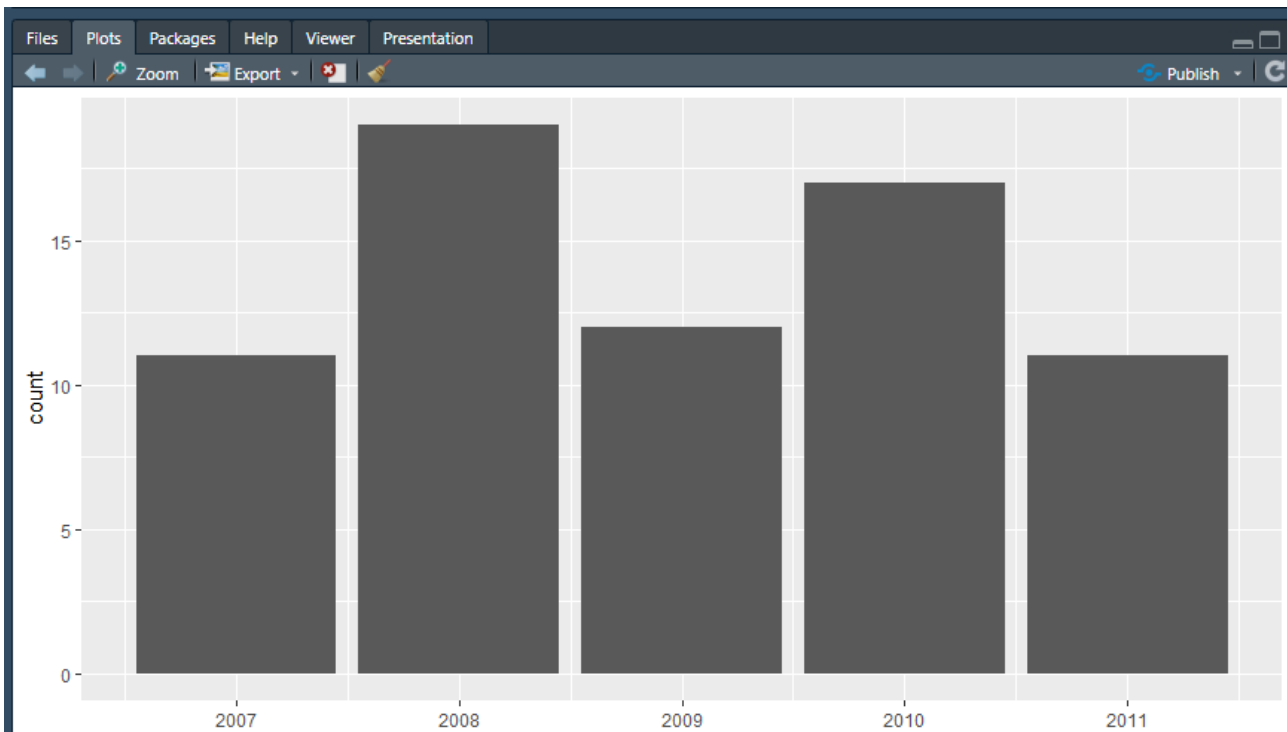 Files Plots Packages Help Viewer Presentation
Zoom Export Publish
15
10
5
0
count
2007 2008 2009 2010 2011